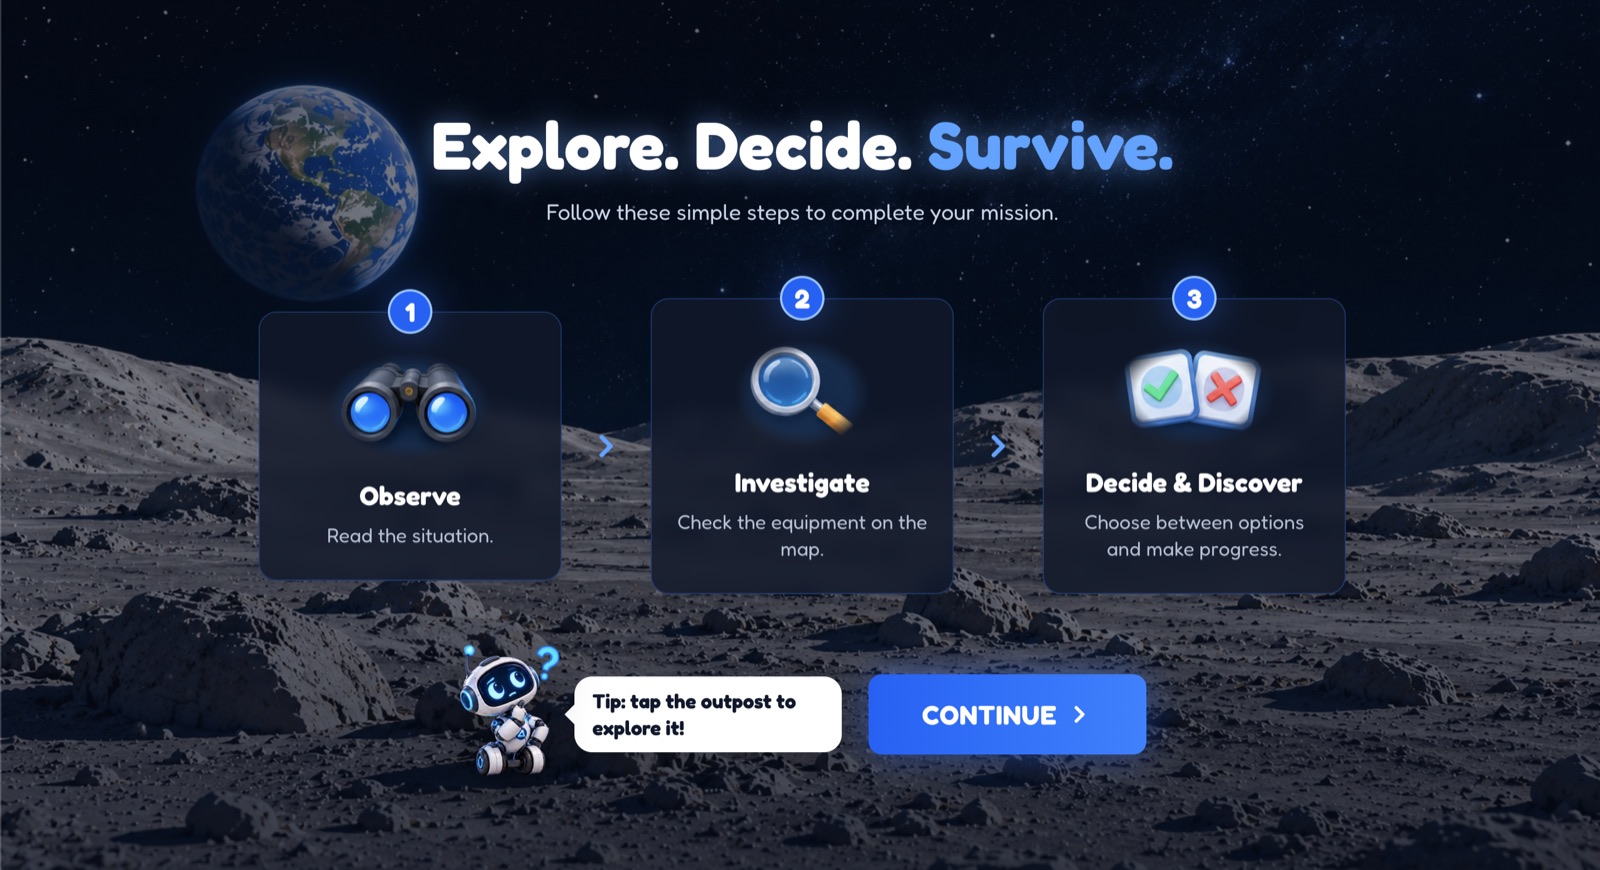 Explore. Decide. Survive.
Follow these simple steps to complete your mission.
1
Observe
Read the situation.
2
Investigate
Check the equipment on the
map.
3
Decide & Discover
Choose between options
and make progress.
?
Tip: tap the outpost to
explore it!
CONTINUE